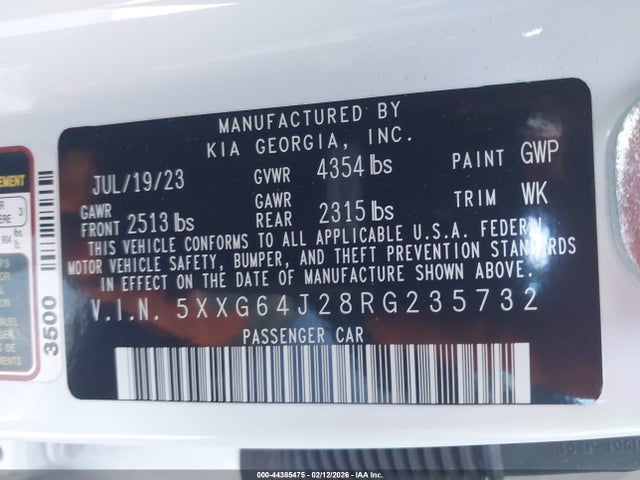 MANUFACTURED BY
KIA GEORGIA, INC.
JUL/19/23 GVWR 4354 lbs PAINT GWP
GAWR FRONT 2513 lbs GAWR REAR 2315 lbs TRIM WK
THIS VEHICLE CONFORMS TO ALL APPLICABLE U.S.A. FEDERAL
MOTOR VEHICLE SAFETY, BUMPER, AND THEFT PREVENTION STANDARDS
IN EFFECT ON THE DATE OF MANUFACTURE SHOWN ABOVE.
V.I.N. 5XXG64J28RG235732
PASSENGER CAR
3500
000-44385475 - 02/12/2026 - IAA Inc.